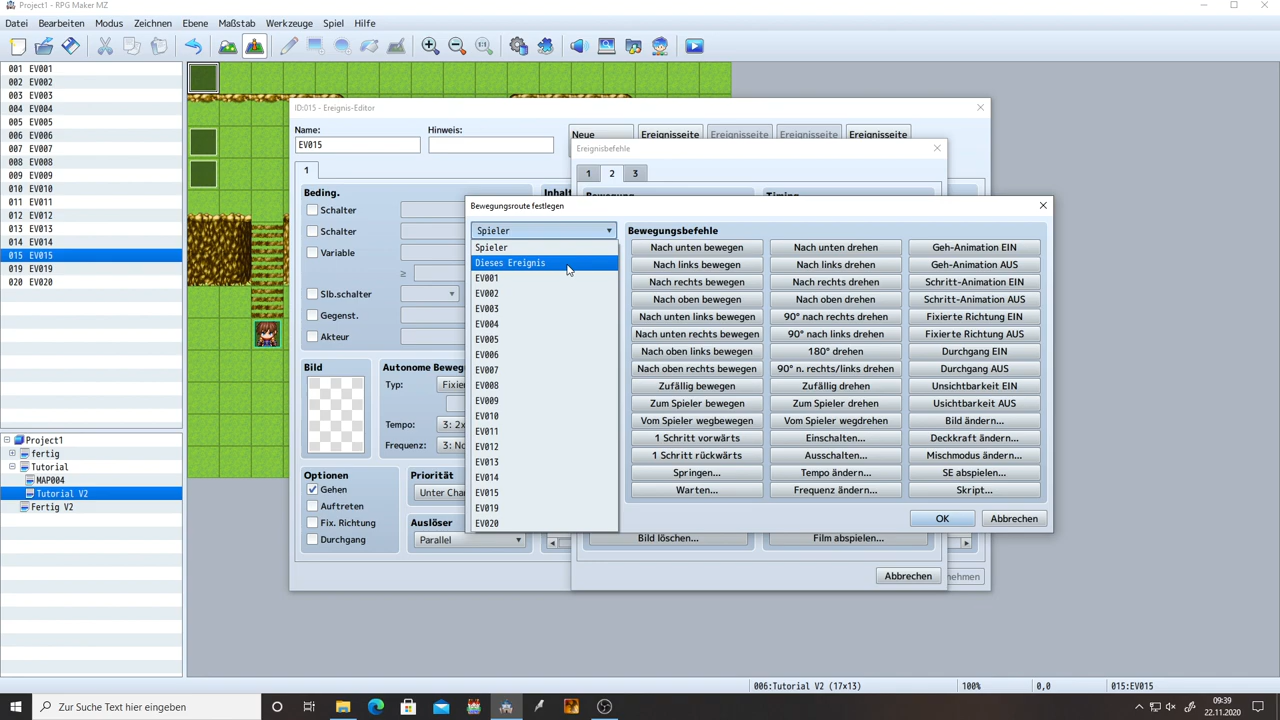 Project1 - RPG Maker MZ
Datei Bearbeiten Modus Zeichnen Ebene Maßstab Werkzeuge Spiel Hilfe
001 EV001
002 EV002
003 EV003
004 EV004
005 EV005
006 EV006
007 EV007
008 EV008
009 EV009
010 EV010
011 EV011
012 EV012
013 EV013
014 EV014
015 EV015
019 EV019
020 EV020
Project1
fertig
Tutorial
MAP004
Tutorial V2
Fertig V2
ID:015 - Ereignis-Editor
Name:
Hinweis:
EV015
Neue
Ereignisseite
Ereignisseite
Ereignisseite
Ereignisseite
1
Beding.
Schalter
Schalter
Variable
≥
Slb.schalter
Gegenst.
Akteur
Bild
Autonome Beweg
Typ:
Fixie
Tempo:
3: 2x
Frequenz:
3: No
Optionen
Gehen
Auftreten
Fix. Richtung
Durchgang
Priorität
Unter Cha
Auslöser
Parallel
Inhalt
nehmen
Ereignisbefehle
1 2 3
Bewegung
Timing
Bild löschen...
Film abspielen...
Abbrechen
Bewegungsroute festlegen
Spieler
Spieler
Dieses Ereignis
EV001
EV002
EV003
EV004
EV005
EV006
EV007
EV008
EV009
EV010
EV011
EV012
EV013
EV014
EV015
EV019
EV020
Bewegungsbefehle
Nach unten bewegen Nach unten drehen Geh-Animation EIN
Nach links bewegen Nach links drehen Geh-Animation AUS
Nach rechts bewegen Nach rechts drehen Schritt-Animation EIN
Nach oben bewegen Nach oben drehen Schritt-Animation AUS
Nach unten links bewegen 90° nach rechts drehen Fixierte Richtung EIN
Nach unten rechts bewegen 90° nach links drehen Fixierte Richtung AUS
Nach oben links bewegen 180° drehen Durchgang EIN
Nach oben rechts bewegen 90° n. rechts/links drehen Durchgang AUS
Zufällig bewegen Zufällig drehen Unsichtbarkeit EIN
Zum Spieler bewegen Zum Spieler drehen Usichtbarkeit AUS
Vom Spieler wegbewegen Vom Spieler wegdrehen Bild ändern...
1 Schritt vorwärts Einschalten... Deckkraft ändern...
1 Schritt rückwärts Ausschalten... Mischmodus ändern...
Springen... Tempo ändern... SE abspielen...
Warten... Frequenz ändern... Skript...
OK Abbrechen
006:Tutorial V2 (17×13) 100% 0,0 015:EV015
Zur Suche Text hier eingeben
09:39
22.11.2020